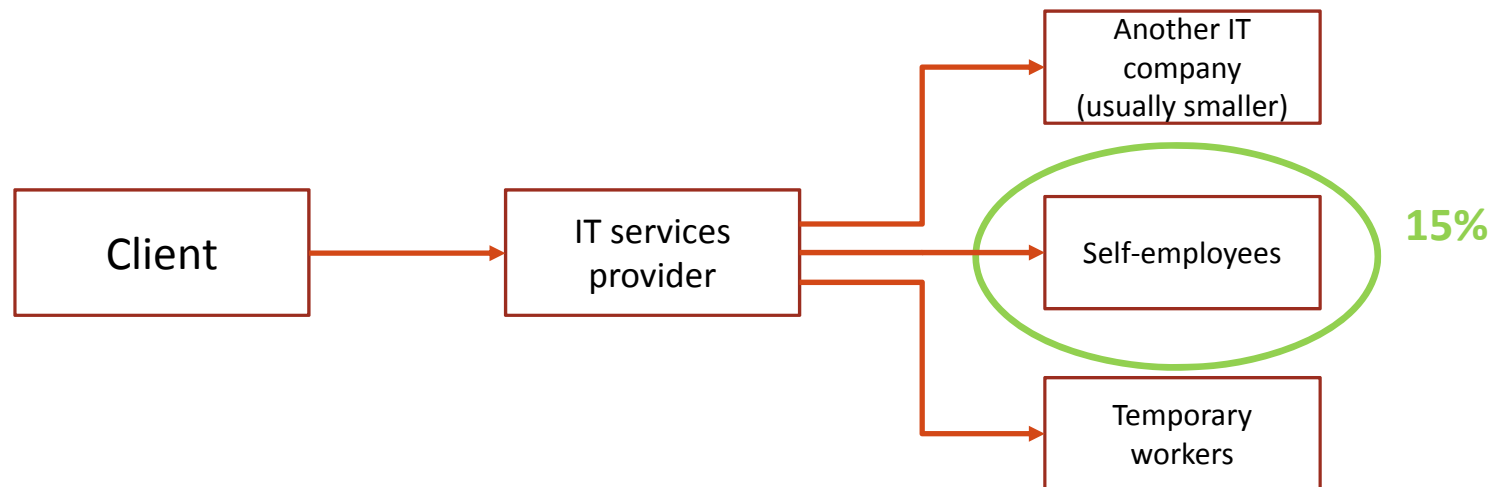 Another IT
company
(usually smaller)
Client
IT services
provider
Self-employees
15%
Temporary
workers